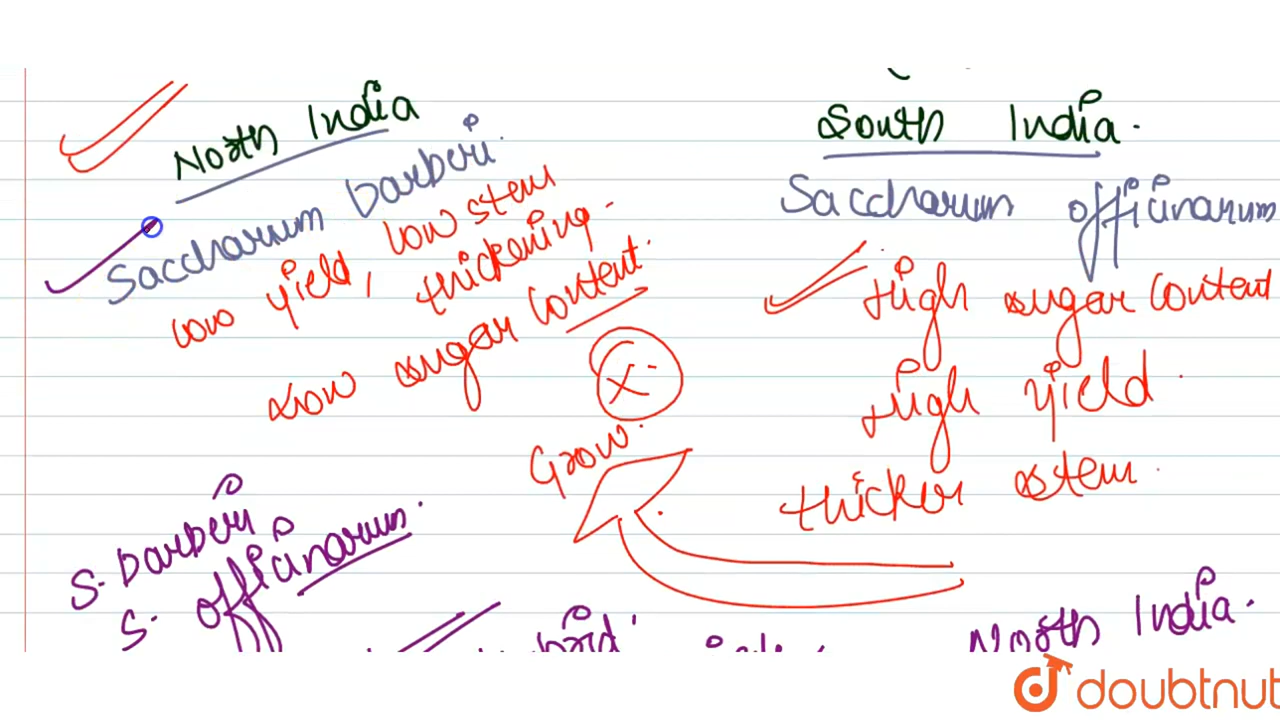 North India
Saccharum barberi.
low yield, low stem
thickening.
Low sugar content.
South India.
Saccharum officinarum
High sugar content
High yield.
thicker stem.
x
Grow.
S. barberi
S. officinarum.
North India.
doubtnut